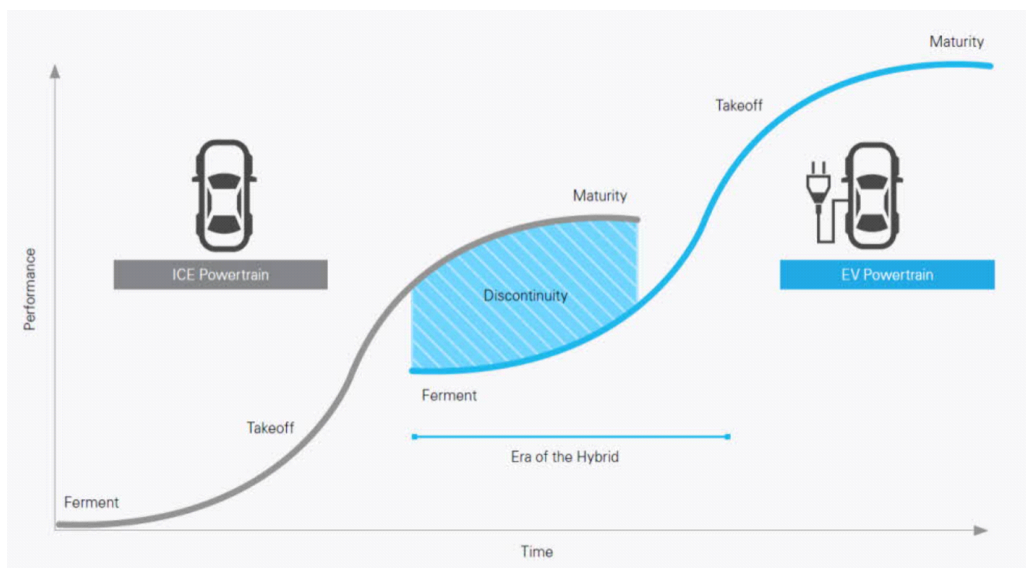 Maturity
Takeoff
Maturity
ICE Powertrain
EV Powertrain
Discontinuity
Performance
Ferment
Takeoff
Era of the Hybrid
Ferment
Time